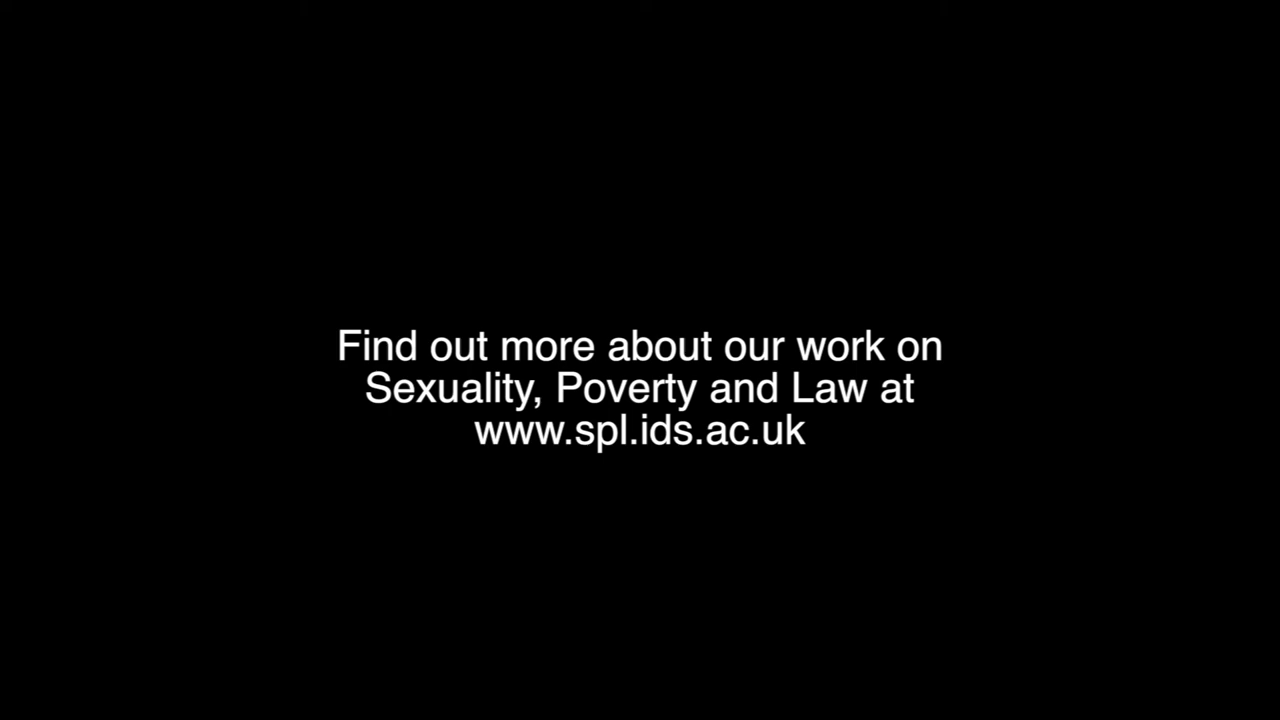 Find out more about our work on
Sexuality, Poverty and Law at
www.spl.ids.ac.uk